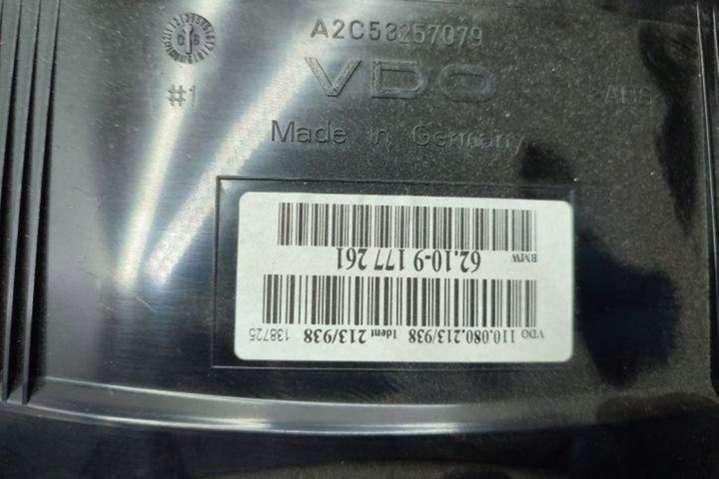 A2C53257079
VDO
#1
ABS
Made in Germany
VDO 110.080.213/938 Ident 213/938 138725
BMW 62.10-9 177 261